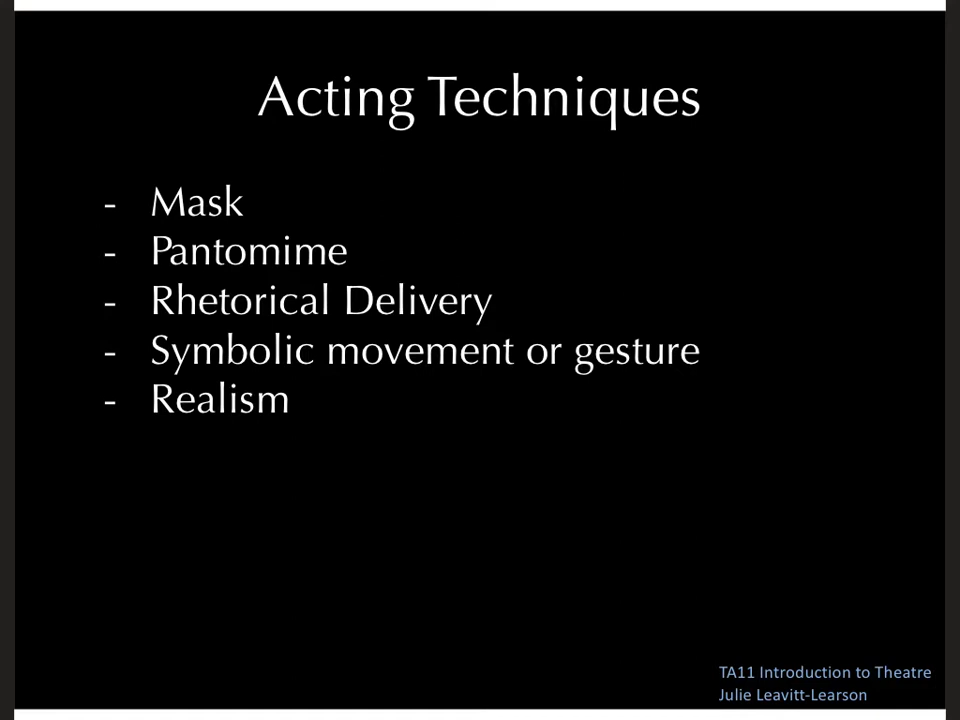 Acting Techniques
- Mask
- Pantomime
- Rhetorical Delivery
- Symbolic movement or gesture
- Realism
TA11 Introduction to Theatre
Julie Leavitt-Learson